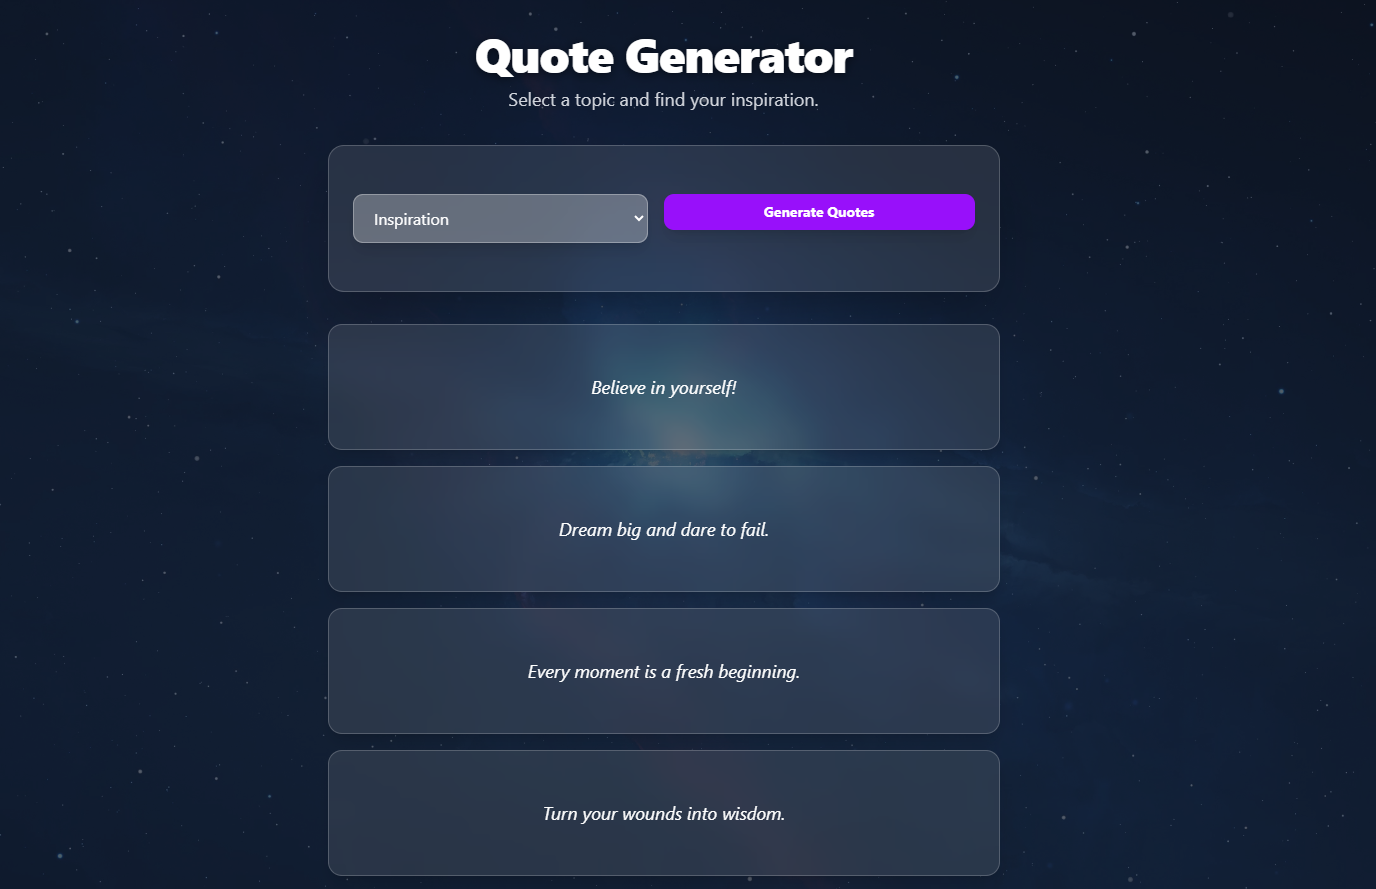 Quote Generator
Select a topic and find your inspiration.
Inspiration
Generate Quotes
Believe in yourself!
Dream big and dare to fail.
Every moment is a fresh beginning.
Turn your wounds into wisdom.